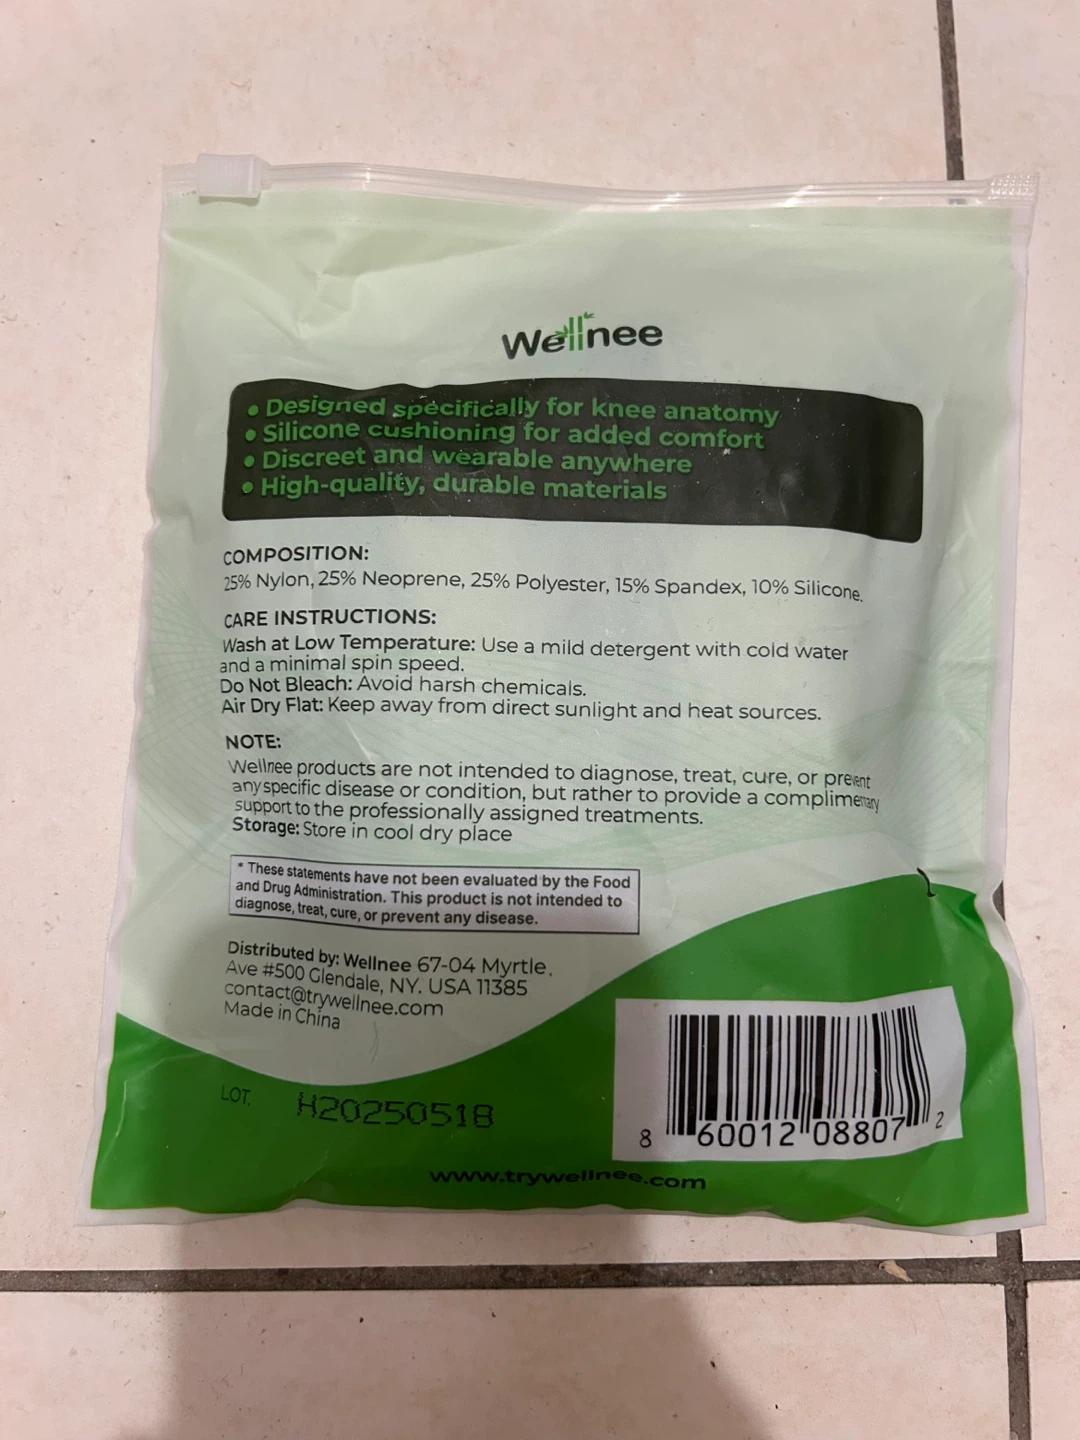 Wellnee
• Designed specifically for knee anatomy
• Silicone cushioning for added comfort
• Discreet and wearable anywhere
• High-quality, durable materials
COMPOSITION:
25% Nylon, 25% Neoprene, 25% Polyester, 15% Spandex, 10% Silicone.
CARE INSTRUCTIONS:
Wash at Low Temperature: Use a mild detergent with cold water
and a minimal spin speed.
Do Not Bleach: Avoid harsh chemicals.
Air Dry Flat: Keep away from direct sunlight and heat sources.
NOTE:
Wellnee products are not intended to diagnose, treat, cure, or prevent
any specific disease or condition, but rather to provide a complimentary
support to the professionally assigned treatments.
Storage: Store in cool dry place
* These statements have not been evaluated by the Food
and Drug Administration. This product is not intended to
diagnose, treat, cure, or prevent any disease.
Distributed by: Wellnee 67-04 Myrtle,
Ave #500 Glendale, NY. USA 11385
contact@trywellnee.com
Made in China
LOT. H20250518
8 60012 08807 2
www.trywellnee.com